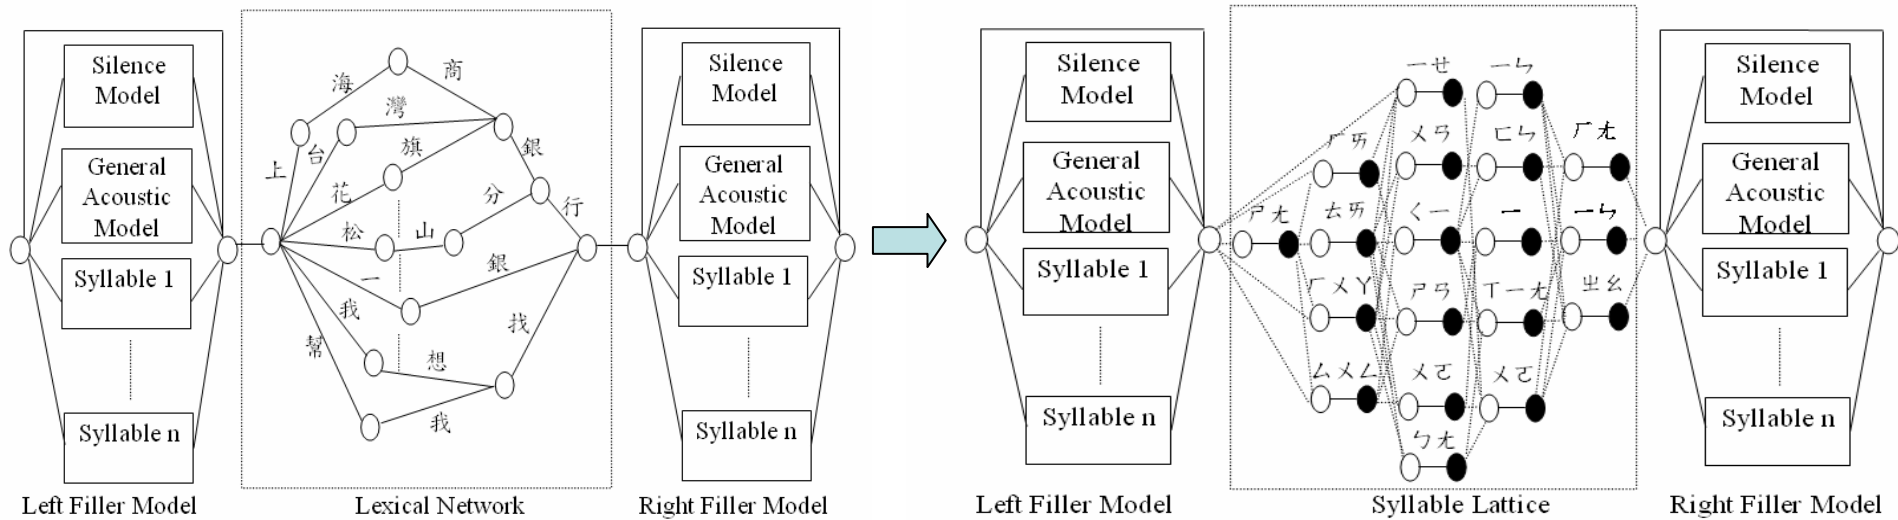 Silence
Model
General
Acoustic
Model
Syllable 1
Syllable n
Left Filler Model
海
商
灣
台
旗
上
銀
花
分
行
松
山
一
銀
我
找
幫
想
我
Lexical Network
Silence
Model
General
Acoustic
Model
Syllable 1
Syllable n
Right Filler Model
Silence
Model
General
Acoustic
Model
Syllable 1
Syllable n
Left Filler Model
ㄧㄝ
ㄧㄣ
ㄏㄞ
ㄨㄢ
ㄈㄣ
ㄏㄤ
ㄕㄤ
ㄊㄞ
ㄑㄧ
ㄧ
ㄧㄣ
ㄏㄨㄚ
ㄕㄢ
ㄒㄧㄤ
ㄓㄠ
ㄙㄨㄥ
ㄨㄛ
ㄨㄛ
ㄅㄤ
Syllable Lattice
Silence
Model
General
Acoustic
Model
Syllable 1
Syllable n
Right Filler Model